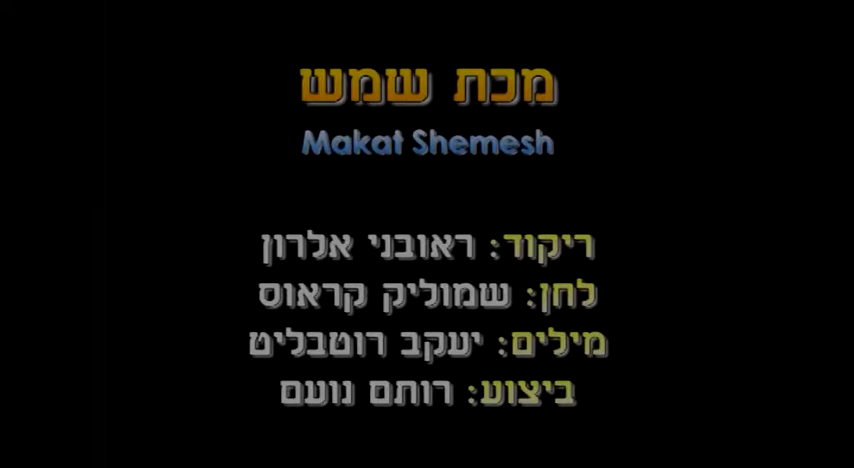 מכת שמש
Makat Shemesh
ריקוד: ראובני אלרון
לחן: שמוליק קראוס
מילים: יעקב רוטבליט
ביצוע: רותם נועם